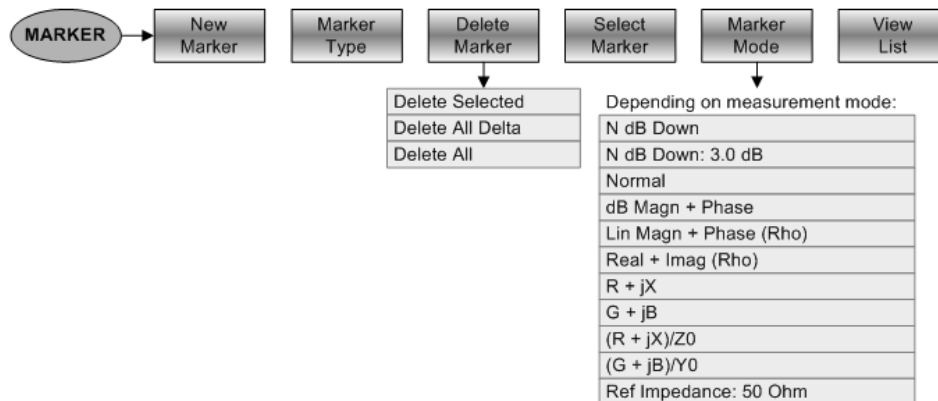 MARKER
New
Marker
Marker
Type
Delete
Marker
Select
Marker
Marker
Mode
View
List
Delete Selected
Delete All Delta
Delete All
Depending on measurement mode:
N dB Down
N dB Down: 3.0 dB
Normal
dB Magn + Phase
Lin Magn + Phase (Rho)
Real + Imag (Rho)
R + jX
G + jB
(R + jX)/Z0
(G + jB)/Y0
Ref Impedance: 50 Ohm